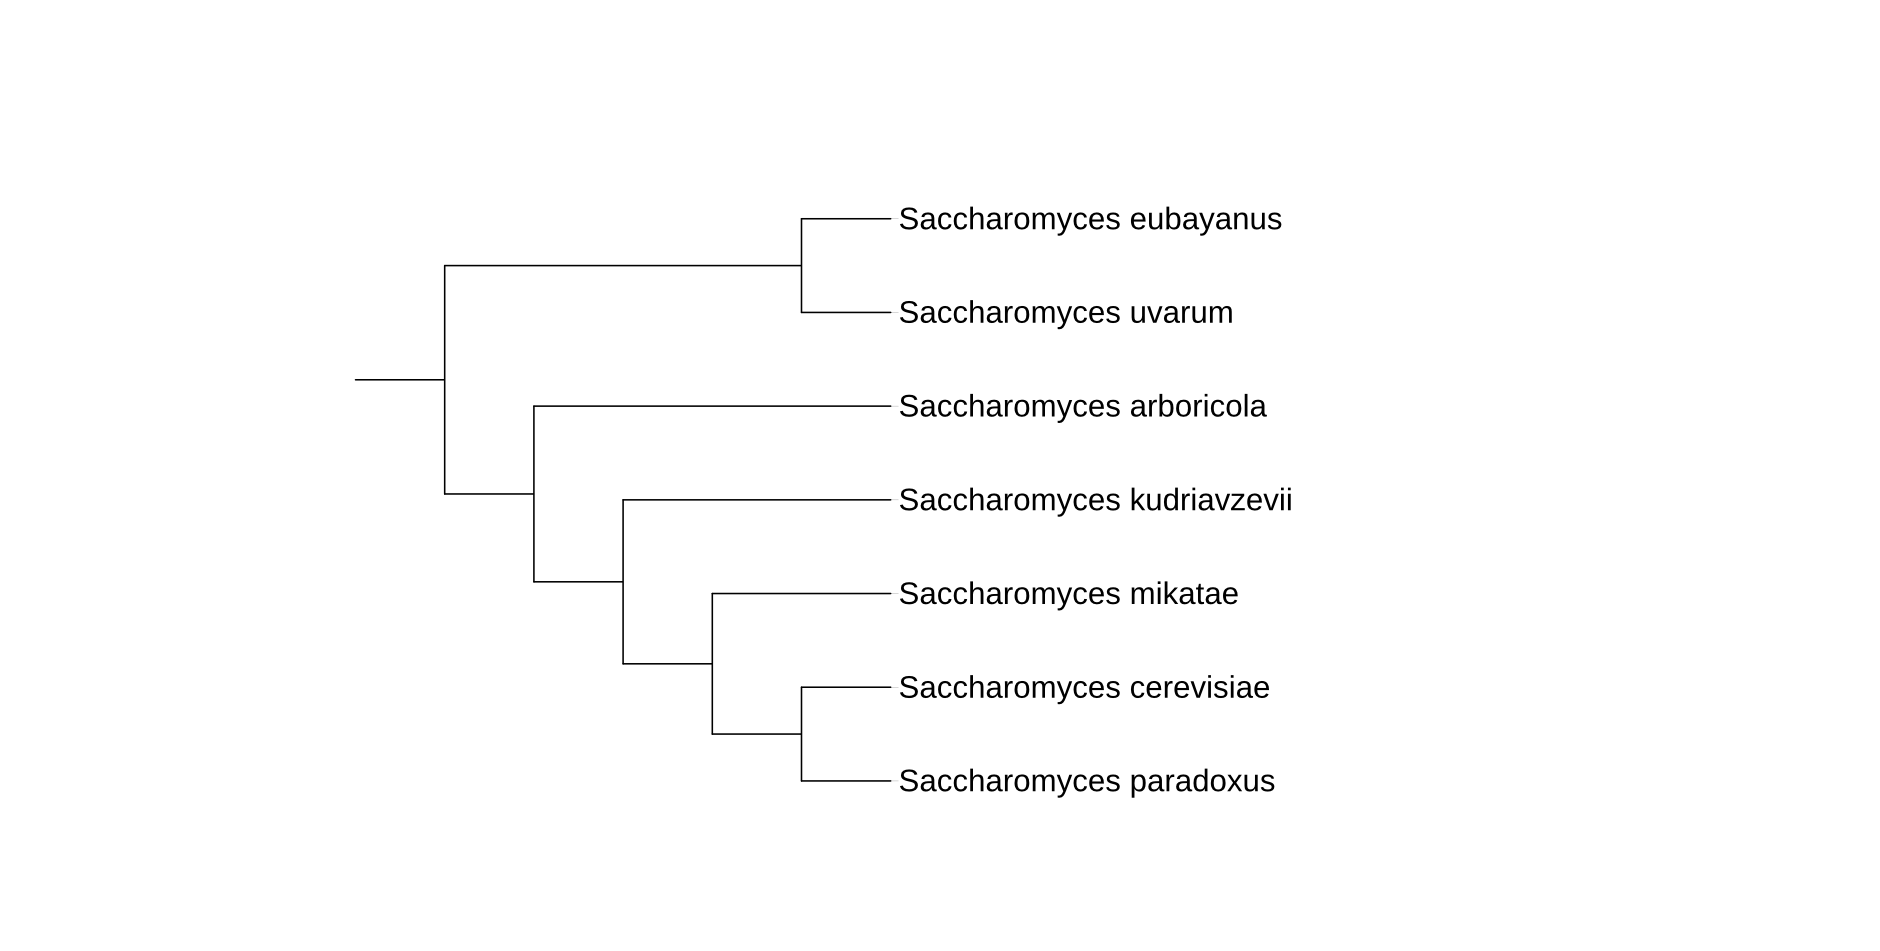 Saccharomyces eubayanus
Saccharomyces uvarum
Saccharomyces arboricola
Saccharomyces kudriavzevii
Saccharomyces mikatae
Saccharomyces cerevisiae
Saccharomyces paradoxus